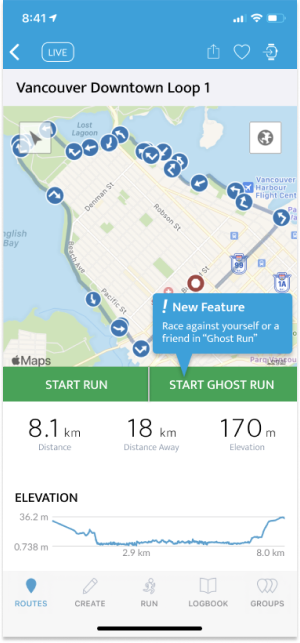 8:41
LIVE
Vancouver Downtown Loop 1
Lost
Lagoon
Vancouver
Harbour
Flight Cent
Denman St
Robson St
nglish
Bay
Beach Ave
Pacific St
99
1A
! New Feature
Race against yourself or a
friend in "Ghost Run"
Maps
START RUN
START GHOST RUN
8.1 km
18 km
170 m
Distance
Distance Away
Elevation
ELEVATION
36.2 m
0.738 m
2.9 km
8.0 km
ROUTES
CREATE
RUN
LOGBOOK
GROUPS